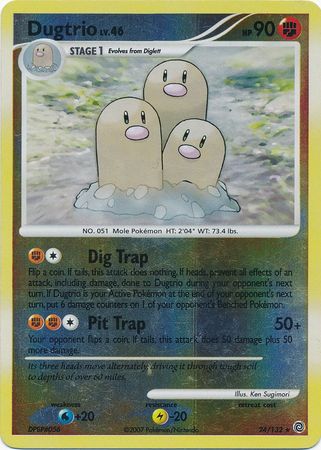 Dugtrio LV.46 HP 90
STAGE 1 Evolves from Diglett
NO. 051 Mole Pokémon HT: 2'04" WT: 73.4 lbs.
Dig Trap
Flip a coin. If tails, this attack does nothing. If heads, prevent all effects of an
attack, including damage, done to Dugtrio during your opponent's next
turn. If Dugtrio is your Active Pokémon at the end of your opponent's next
turn, put 6 damage counters on 1 of your opponent's Benched Pokémon.
Pit Trap 50+
Your opponent flips a coin. If tails, this attack does 50 damage plus 50
more damage.
Its three heads move alternately, driving it through tough soil
to depths of over 60 miles.
Illus. Ken Sugimori
weakness resistance retreat cost
+20 -20
DPBP#056 ©2007 Pokémon/Nintendo 24/132